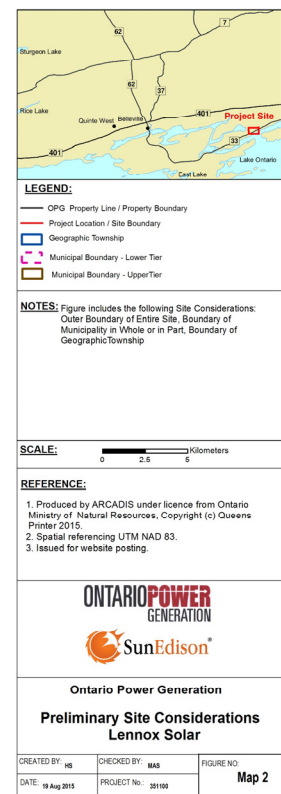 62
7
Sturgeon Lake
62
37
Rice Lake
Quinte West Belleville
401
Project Site
33
401
Lake Ontario
East Lake
LEGEND:
OPG Property Line / Property Boundary
Project Location / Site Boundary
Geographic Township
Municipal Boundary - Lower Tier
Municipal Boundary - UpperTier
NOTES: Figure includes the following Site Considerations:
Outer Boundary of Entire Site, Boundary of
Municipality in Whole or in Part, Boundary of
GeographicTownship
SCALE:
Kilometers
0 2.5 5
REFERENCE:
1. Produced by ARCADIS under licence from Ontario
Ministry of Natural Resources, Copyright (c) Queens
Printer 2015.
2. Spatial referencing UTM NAD 83.
3. Issued for website posting.
ONTARIOPOWER
GENERATION
SunEdison®
Ontario Power Generation
Preliminary Site Considerations
Lennox Solar
CREATED BY: HS CHECKED BY: MAS FIGURE NO:
Map 2
DATE: 19 Aug 2015 PROJECT No.: 351100